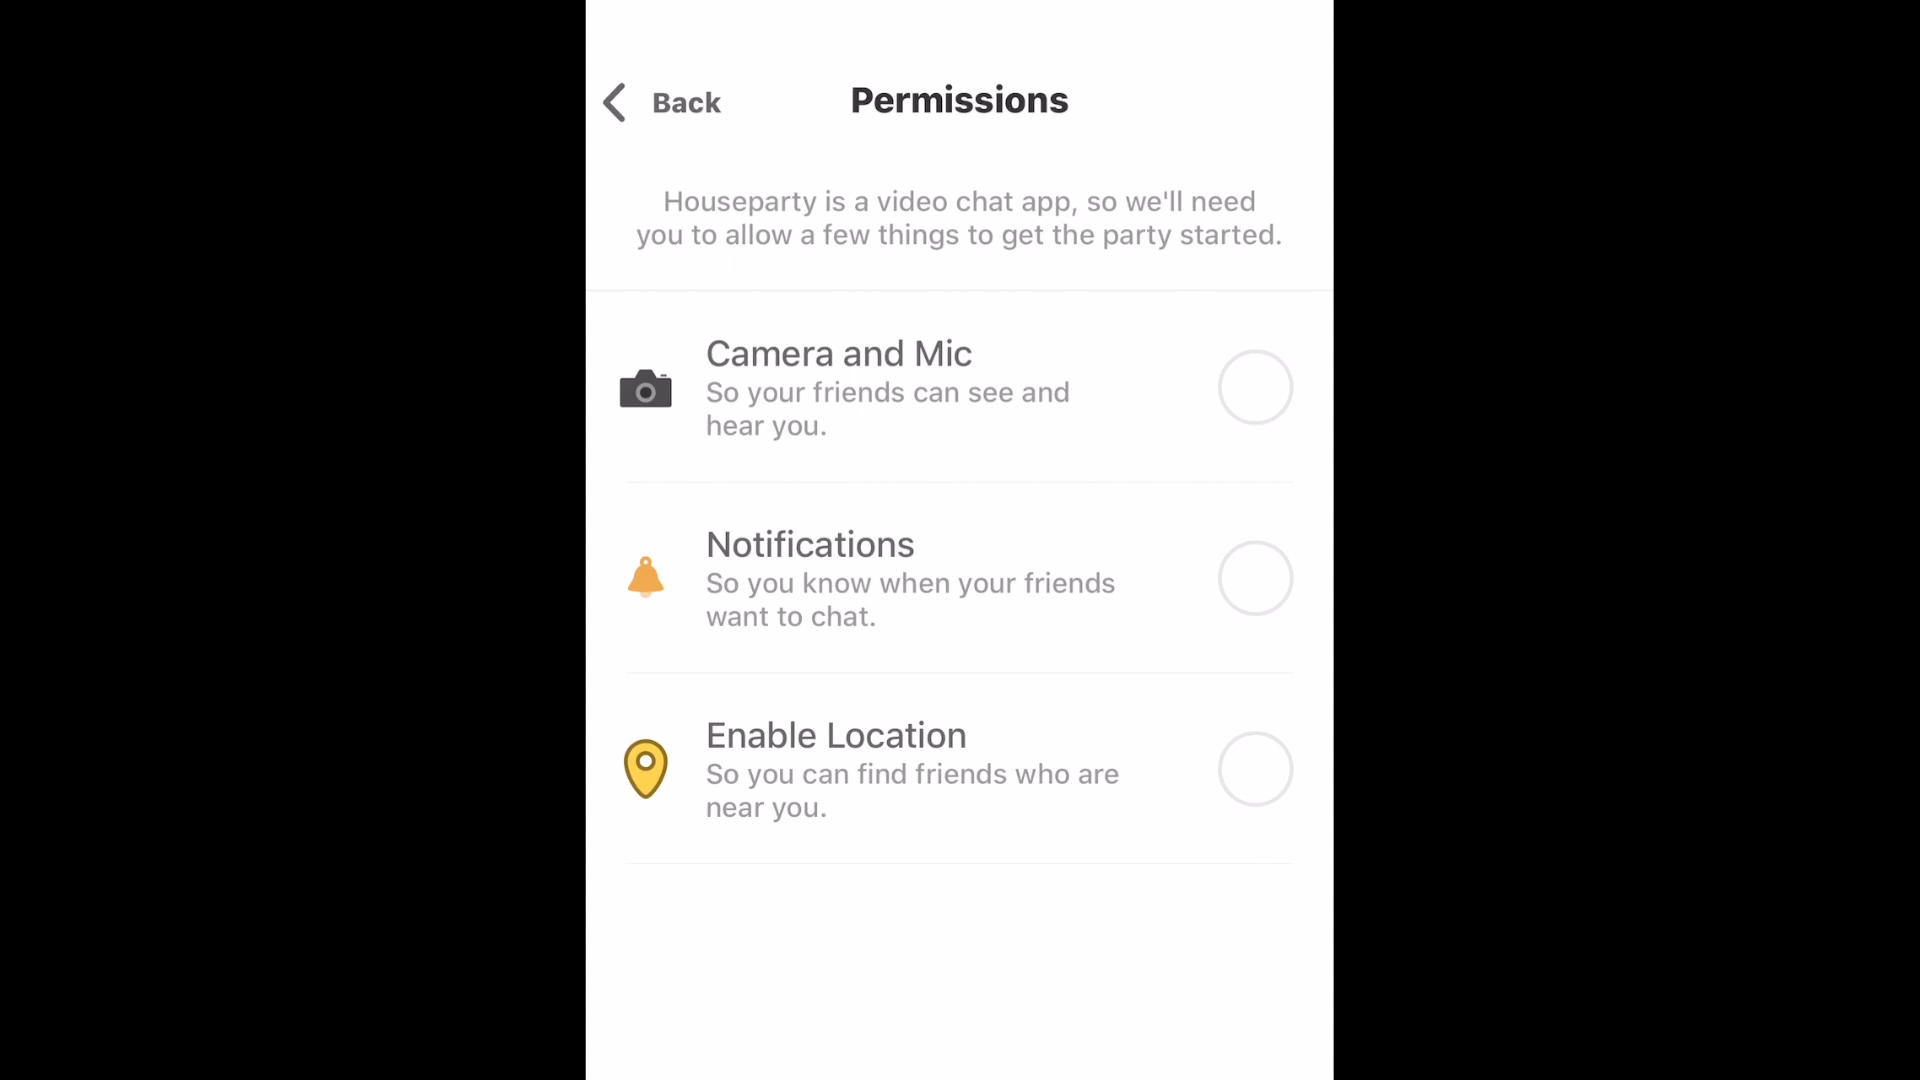 Back
Permissions
Houseparty is a video chat app, so we'll need
you to allow a few things to get the party started.
Camera and Mic
So your friends can see and
hear you.
Notifications
So you know when your friends
want to chat.
Enable Location
So you can find friends who are
near you.